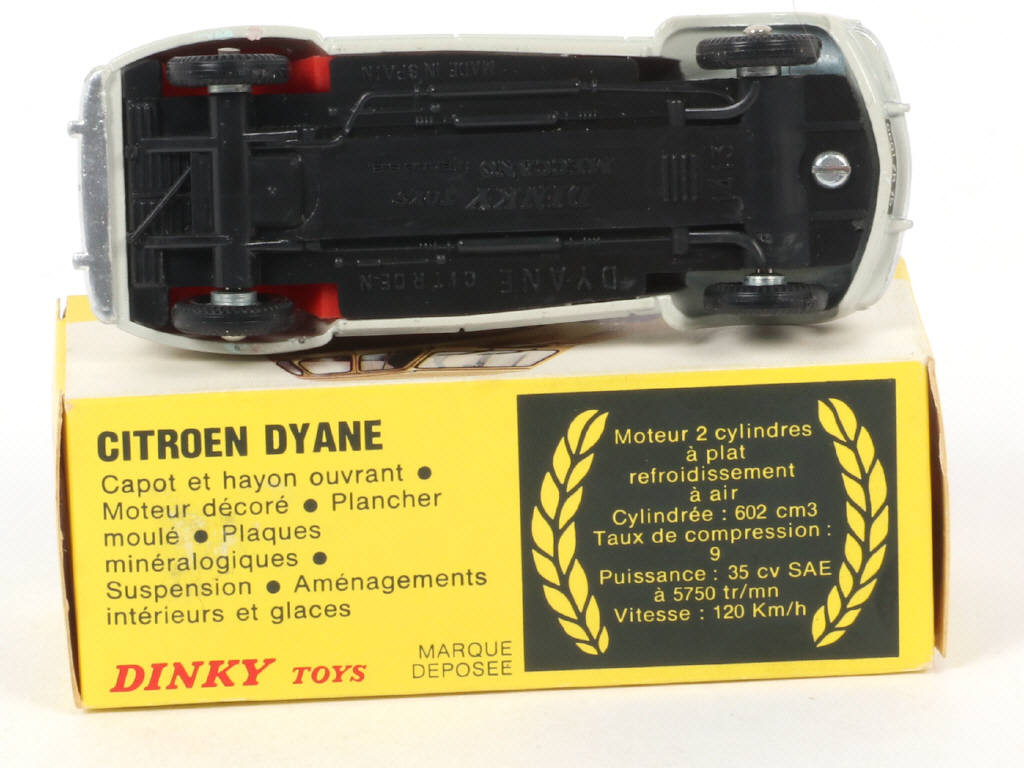 MADE IN SPAIN
DINKY TOYS
MECCANO
1413
DYANE CITROEN
CITROEN DYANE
Capot et hayon ouvrant ●
Moteur décoré ● Plancher
moulé ● Plaques
minéralogiques ●
Suspension ● Aménagements
intérieurs et glaces
DINKY TOYS
MARQUE
DEPOSEE
Moteur 2 cylindres
à plat
refroidissement
à air
Cylindrée : 602 cm3
Taux de compression :
9
Puissance : 35 cv SAE
à 5750 tr/mn
Vitesse : 120 Km/h